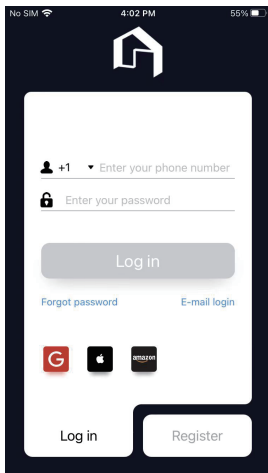 No SIM 4:02 PM 55%
+1 Enter your phone number
Enter your password
Log in
Forgot password E-mail login
G amazon
Log in Register